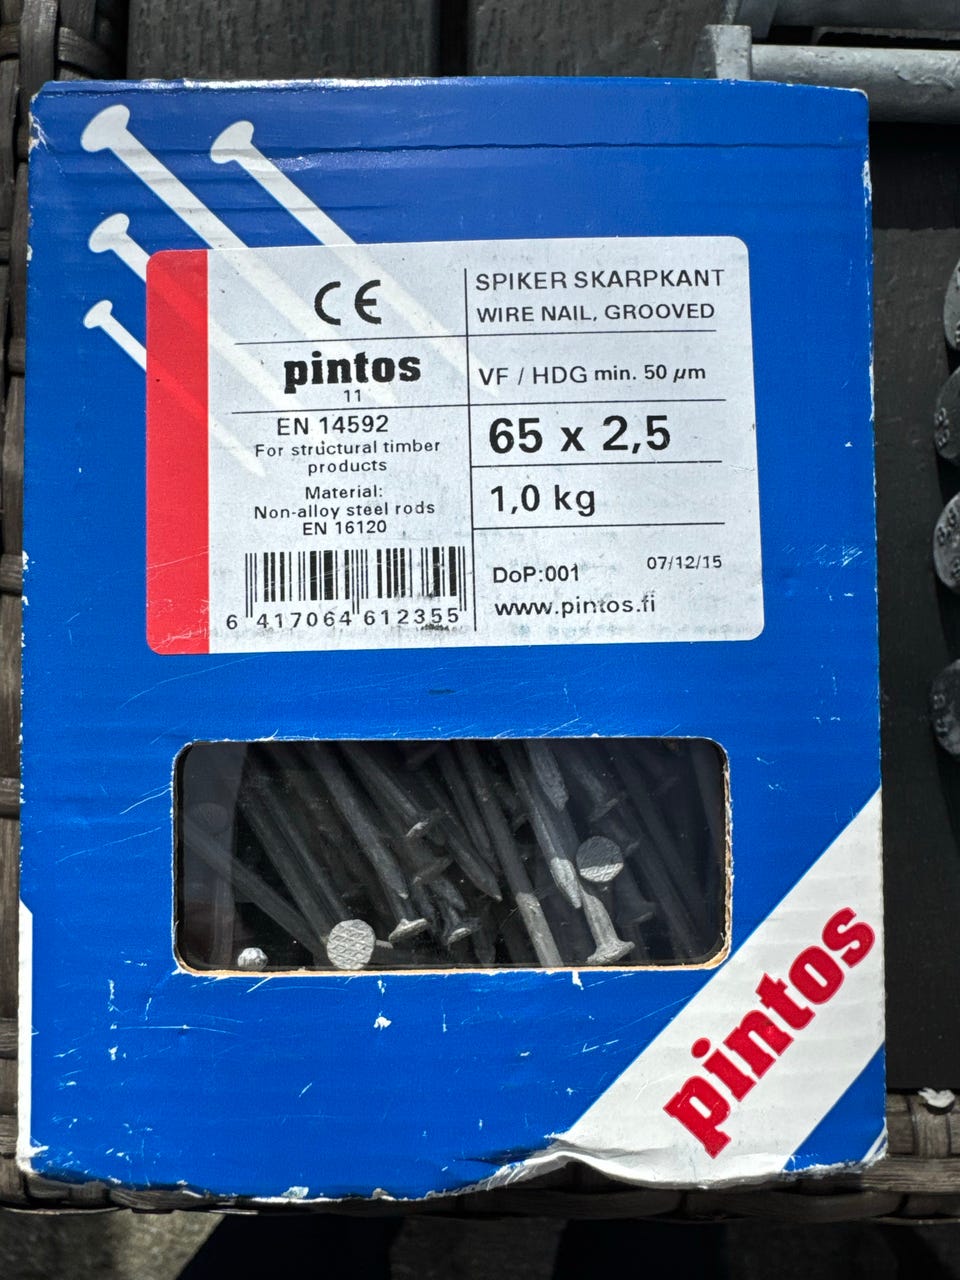 CE
pintos
11
EN 14592
For structural timber
products
Material:
Non-alloy steel rods
EN 16120
6 417064 612355
SPIKER SKARPKANT
WIRE NAIL, GROOVED
VF / HDG min. 50 µm
65 x 2,5
1,0 kg
DoP:001 07/12/15
www.pintos.fi
pintos